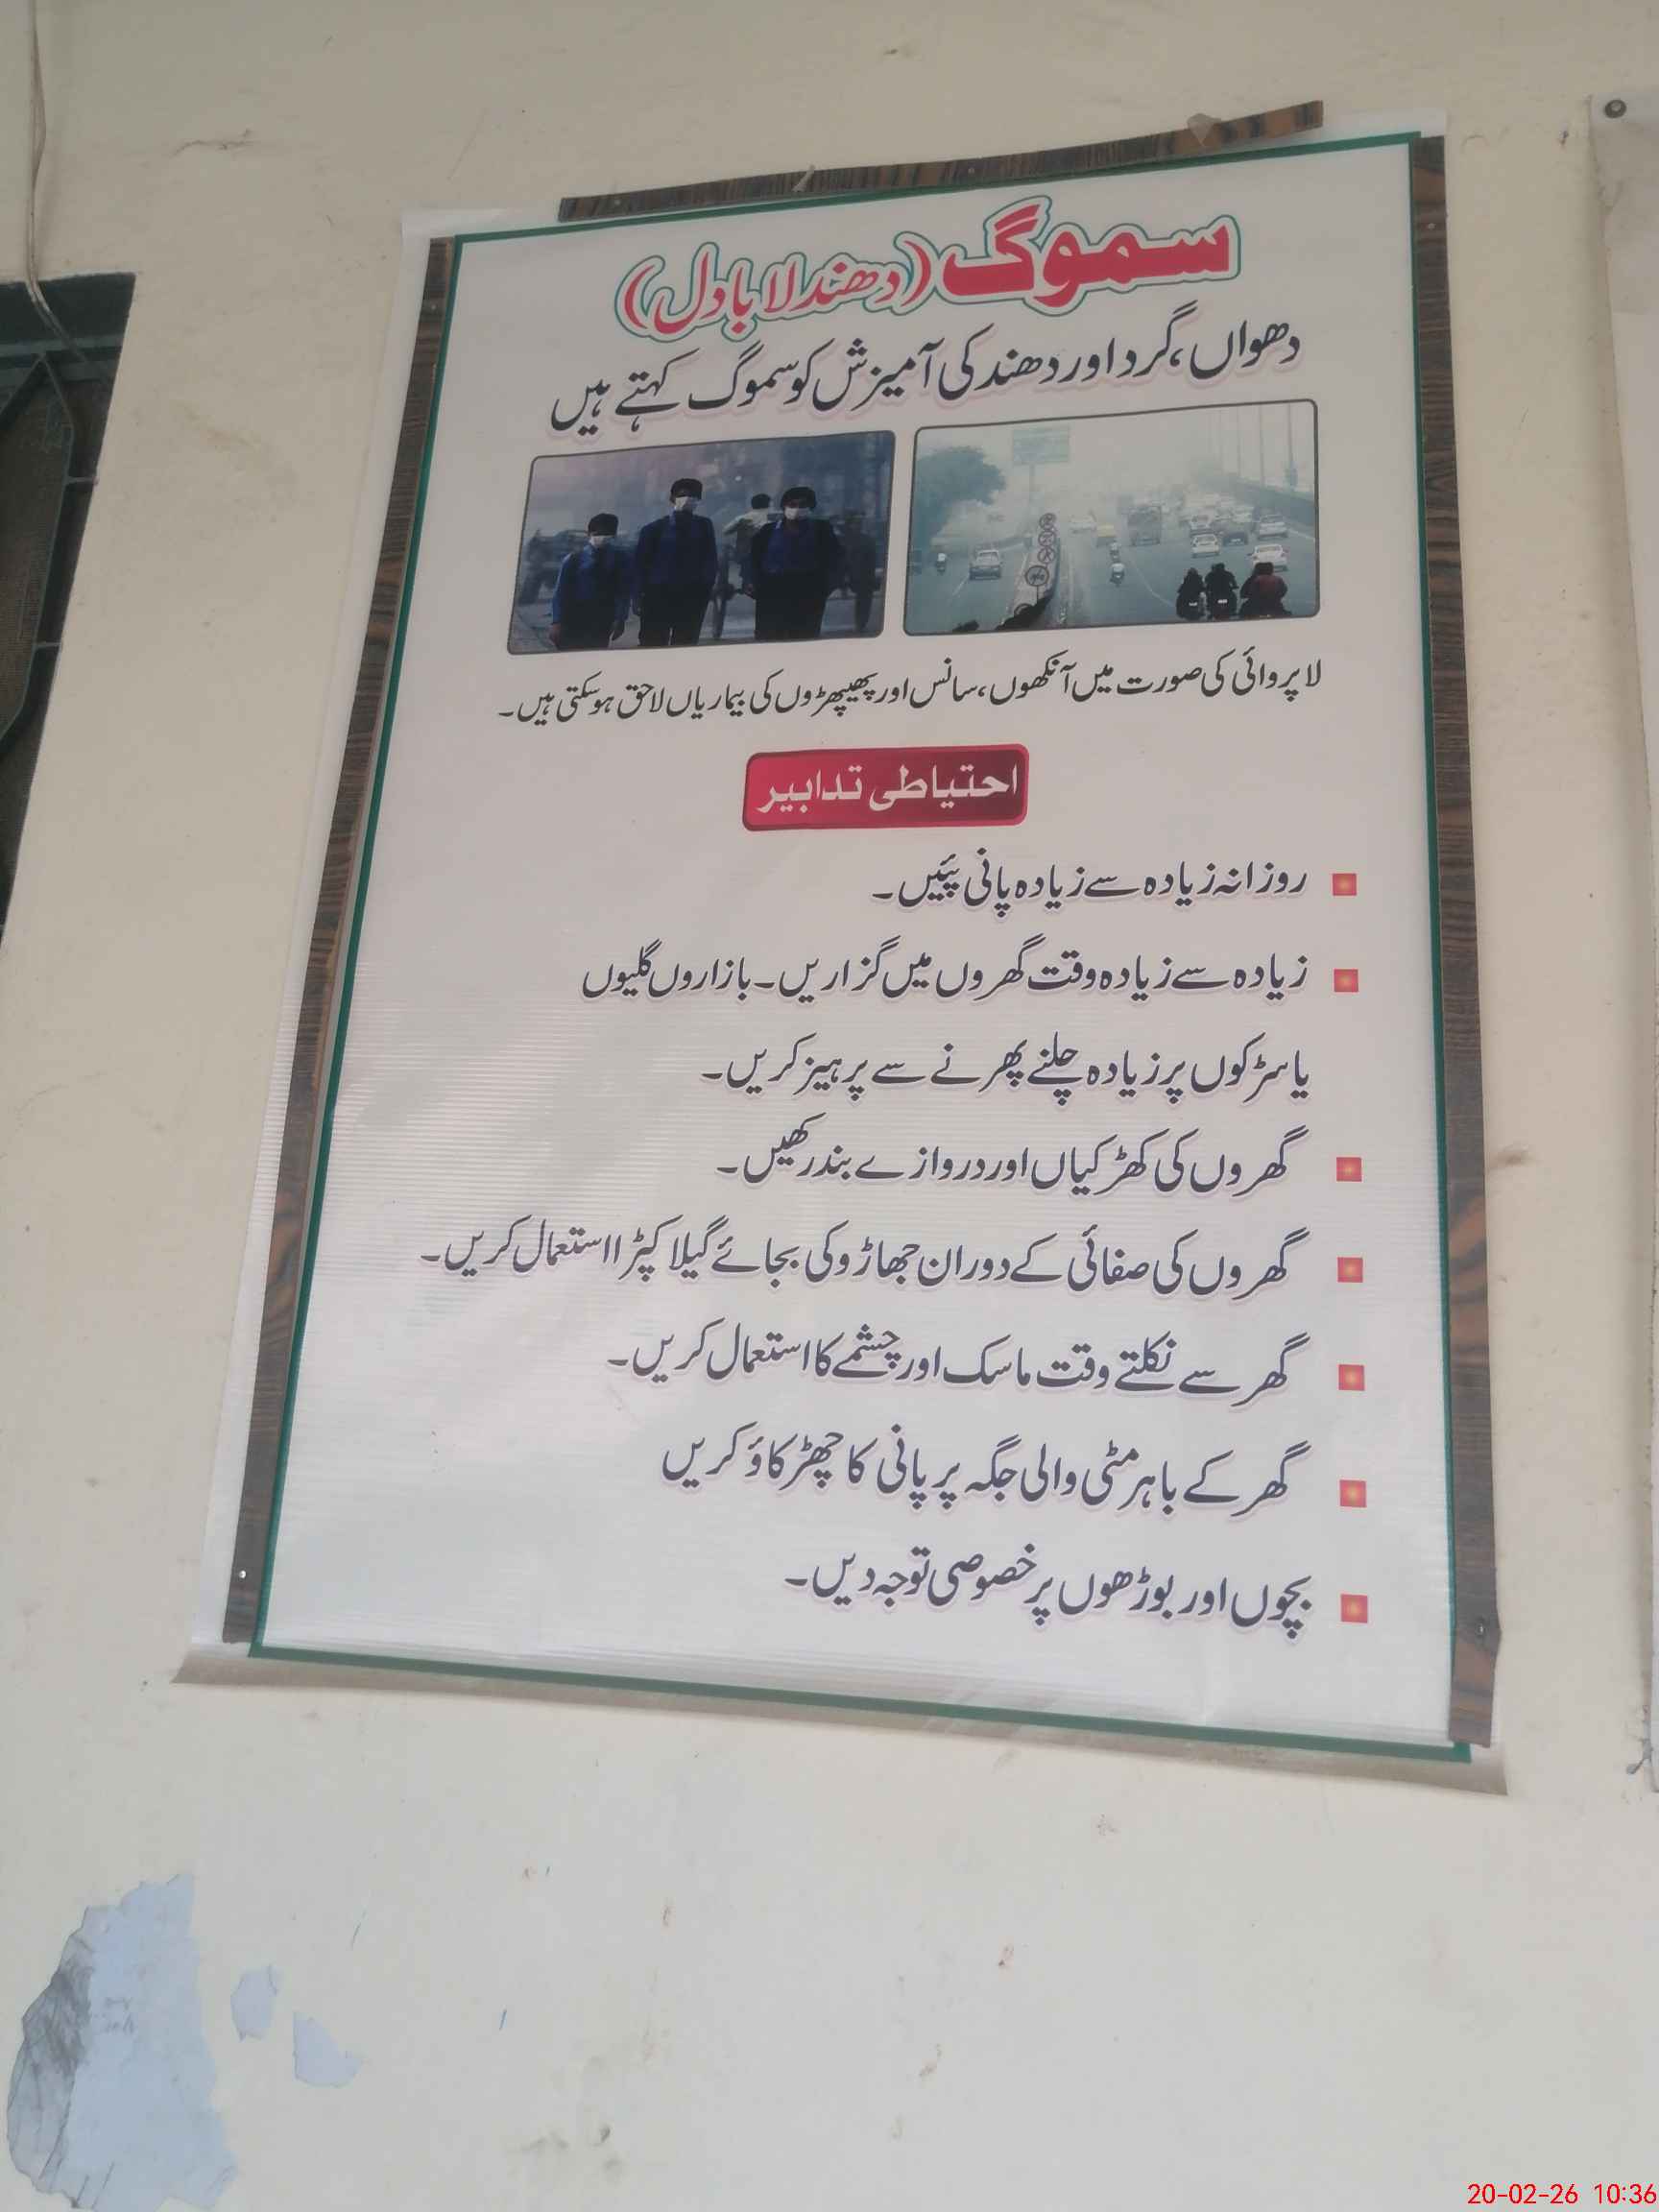 سموگ (دھندلا بادل)
دھواں، گرد اور دھند کی آمیزش کو سموگ کہتے ہیں
لاپروائی کی صورت میں آنکھوں، سانس اور پھیپھڑوں کی بیماریاں لاحق ہوسکتی ہیں۔
احتیاطی تدابیر
روزانہ زیادہ سے زیادہ پانی پئیں۔
زیادہ سے زیادہ وقت گھروں میں گزاریں۔ بازاروں گلیوں
یا سڑکوں پر زیادہ چلنے پھرنے سے پرہیز کریں۔
گھروں کی کھڑکیاں اور دروازے بند رکھیں۔
گھروں کی صفائی کے دوران جھاڑو کی بجائے گیلا کپڑا استعمال کریں۔
گھر سے نکلتے وقت ماسک اور چشمے کا استعمال کریں۔
گھر کے باہر مٹی والی جگہ پر پانی کا چھڑکاؤ کریں
بچوں اور بوڑھوں پر خصوصی توجہ دیں۔
20-02-26 10:36